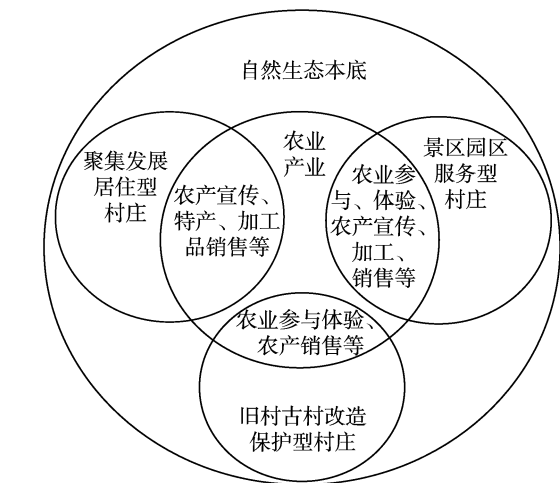 自然生态本底
聚集发展
居住型
村庄
农产宣传、
特产、加工
品销售等
农业
产业
农业参
与、体验、
农产宣传、
加工、
销售等
景区园区
服务型
村庄
农业参与体验、
农产销售等
旧村古村改造
保护型村庄